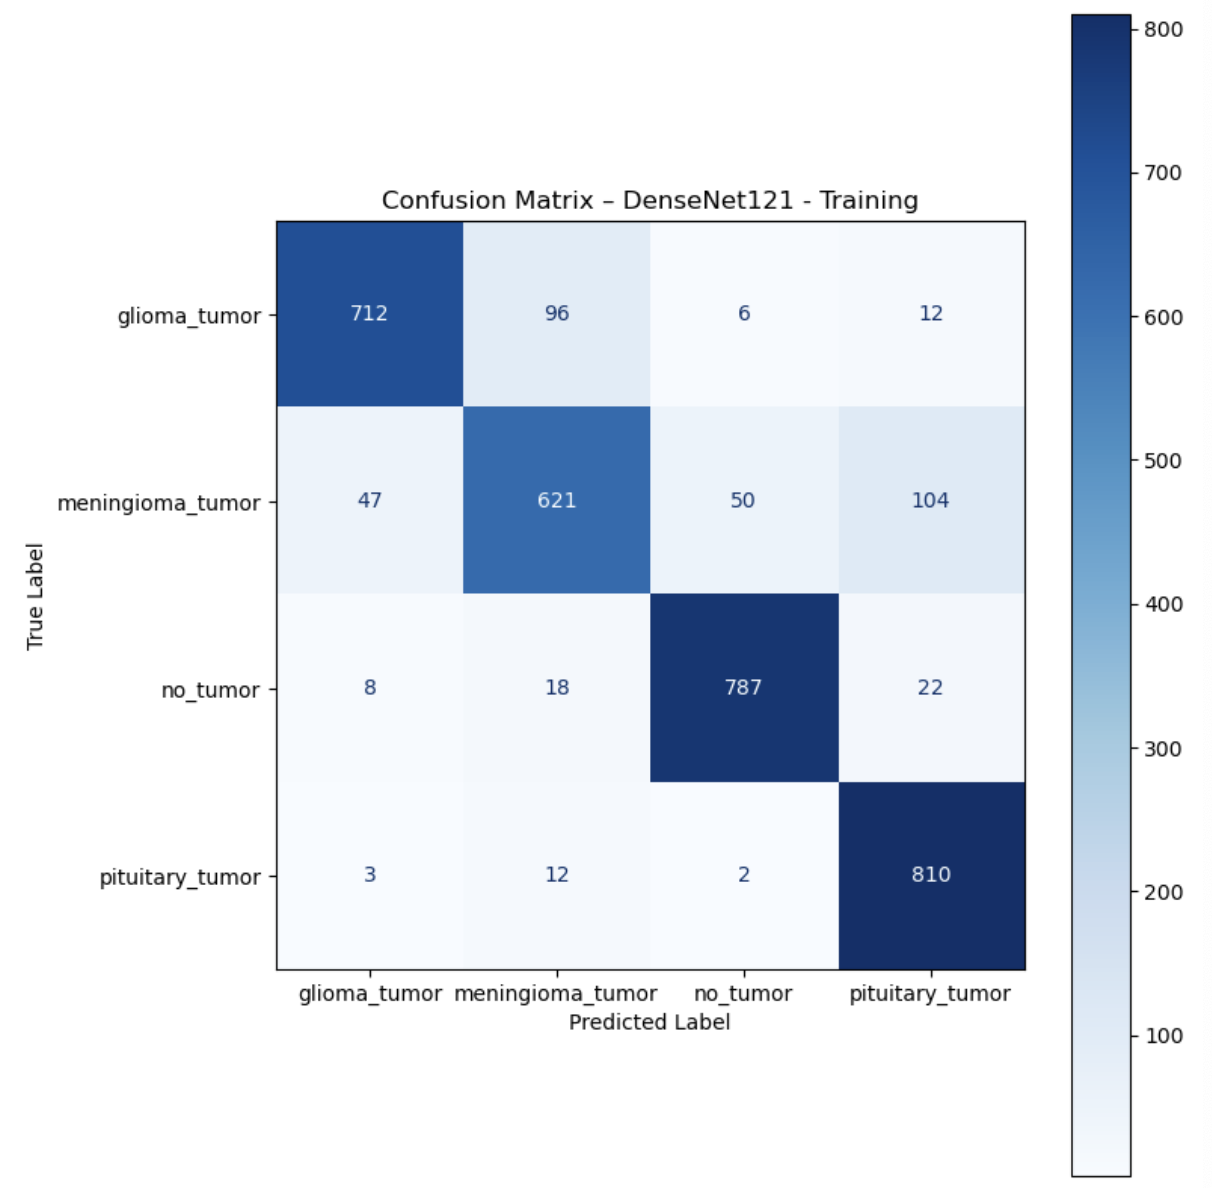 Confusion Matrix – DenseNet121 - Training
True Label
glioma_tumor 712 96 6 12
meningioma_tumor 47 621 50 104
no_tumor 8 18 787 22
pituitary_tumor 3 12 2 810
glioma_tumor meningioma_tumor no_tumor pituitary_tumor
Predicted Label
800
700
600
500
400
300
200
100